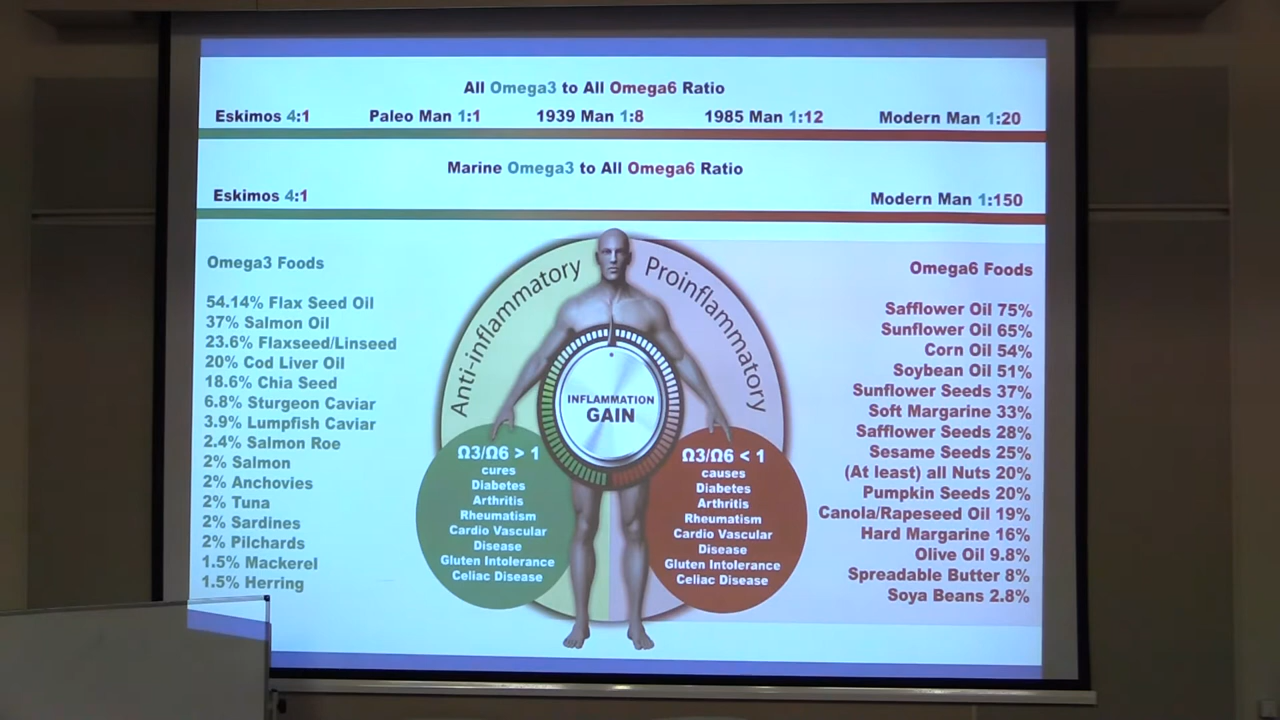 All Omega3 to All Omega6 Ratio
Eskimos 4:1 Paleo Man 1:1 1939 Man 1:8 1985 Man 1:12 Modern Man 1:20
Marine Omega3 to All Omega6 Ratio
Eskimos 4:1 Modern Man 1:150
Omega3 Foods
54.14% Flax Seed Oil
37% Salmon Oil
23.6% Flaxseed/Linseed
20% Cod Liver Oil
18.6% Chia Seed
6.8% Sturgeon Caviar
3.9% Lumpfish Caviar
2.4% Salmon Roe
2% Salmon
2% Anchovies
2% Tuna
2% Sardines
2% Pilchards
1.5% Mackerel
1.5% Herring
Anti-inflammatory
Proinflammatory
INFLAMMATION
GAIN
Ω3/Ω6 > 1
cures
Diabetes
Arthritis
Rheumatism
Cardio Vascular
Disease
Gluten Intolerance
Celiac Disease
Ω3/Ω6 < 1
causes
Diabetes
Arthritis
Rheumatism
Cardio Vascular
Disease
Gluten Intolerance
Celiac Disease
Omega6 Foods
Safflower Oil 75%
Sunflower Oil 65%
Corn Oil 54%
Soybean Oil 51%
Sunflower Seeds 37%
Soft Margarine 33%
Safflower Seeds 28%
Sesame Seeds 25%
(At least) all Nuts 20%
Pumpkin Seeds 20%
Canola/Rapeseed Oil 19%
Hard Margarine 16%
Olive Oil 9.8%
Spreadable Butter 8%
Soya Beans 2.8%